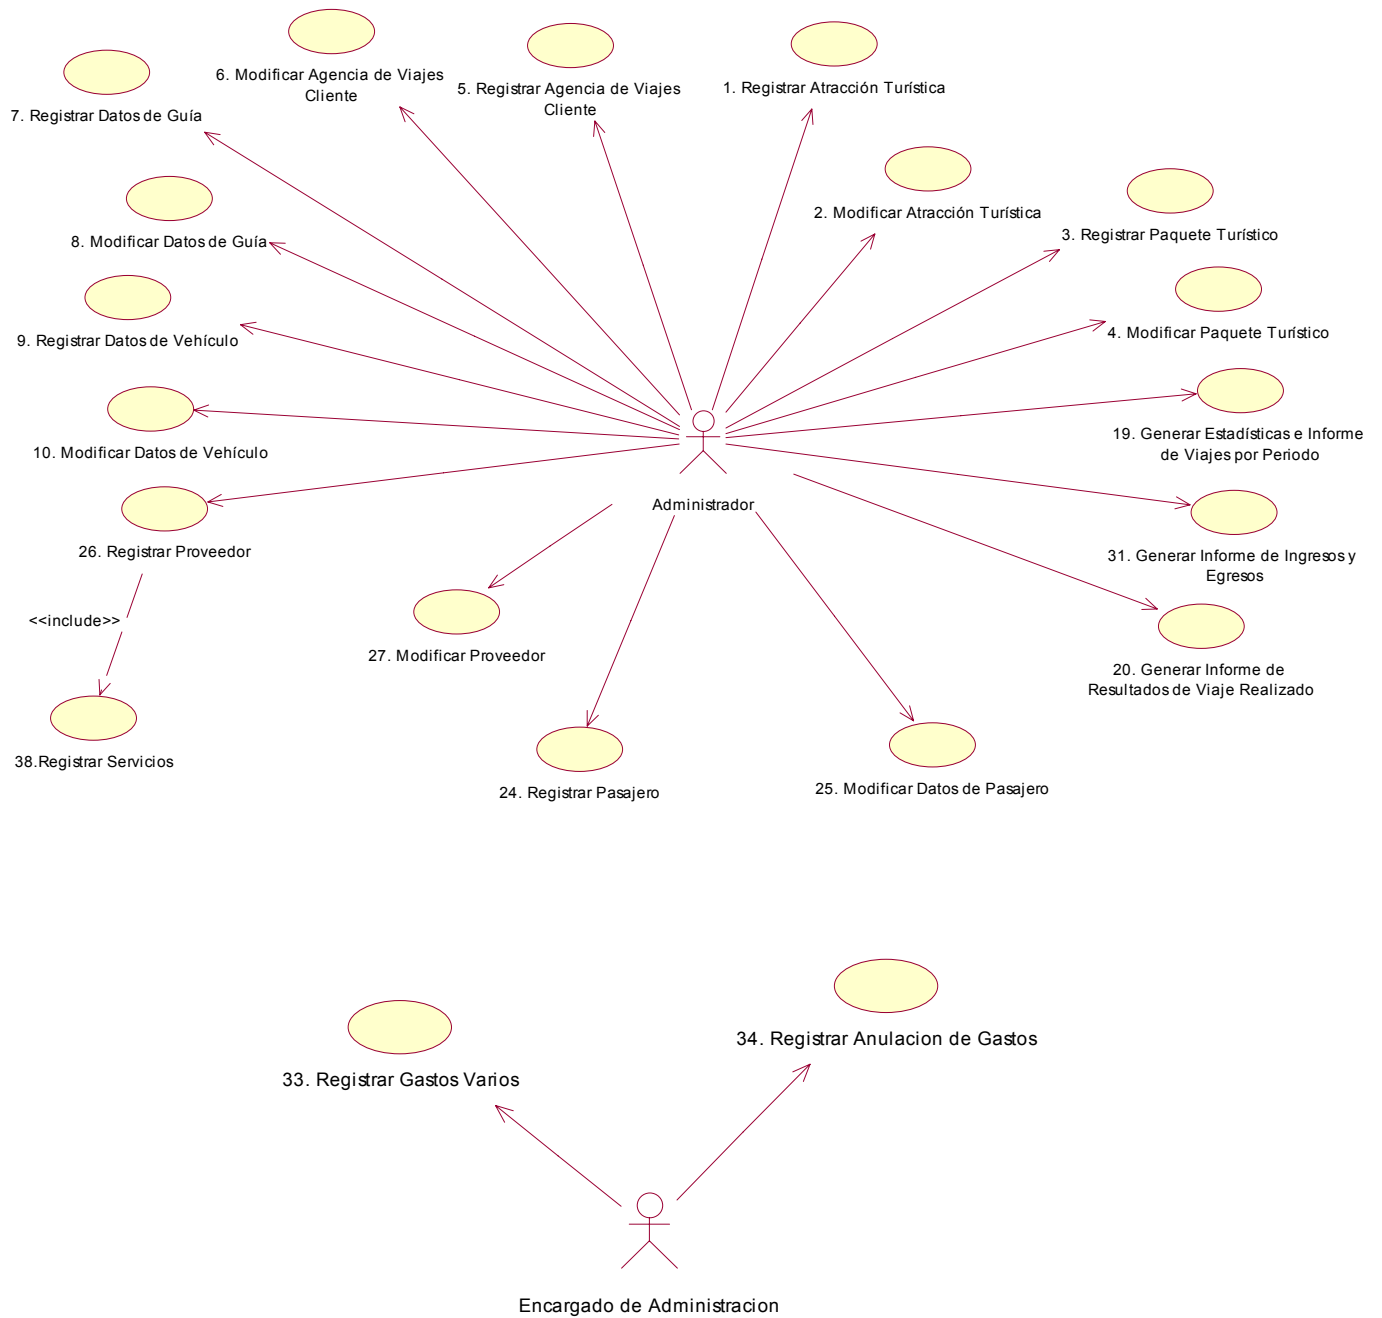 6. Modificar Agencia de Viajes
Cliente
5. Registrar Agencia de Viajes
Cliente
1. Registrar Atracción Turística
7. Registrar Datos de Guía
2. Modificar Atracción Turística
3. Registrar Paquete Turístico
8. Modificar Datos de Guía
9. Registrar Datos de Vehículo
4. Modificar Paquete Turístico
10. Modificar Datos de Vehículo
19. Generar Estadísticas e Informe
de Viajes por Periodo
Administrador
26. Registrar Proveedor
31. Generar Informe de Ingresos y
Egresos
<<include>>
27. Modificar Proveedor
20. Generar Informe de
Resultados de Viaje Realizado
38.Registrar Servicios
24. Registrar Pasajero
25. Modificar Datos de Pasajero
34. Registrar Anulacion de Gastos
33. Registrar Gastos Varios
Encargado de Administracion